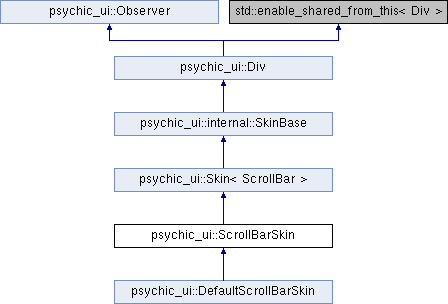 psychic_ui::Observer
std::enable_shared_from_this< Div >
psychic_ui::Div
psychic_ui::internal::SkinBase
psychic_ui::Skin< ScrollBar >
psychic_ui::ScrollBarSkin
psychic_ui::DefaultScrollBarSkin